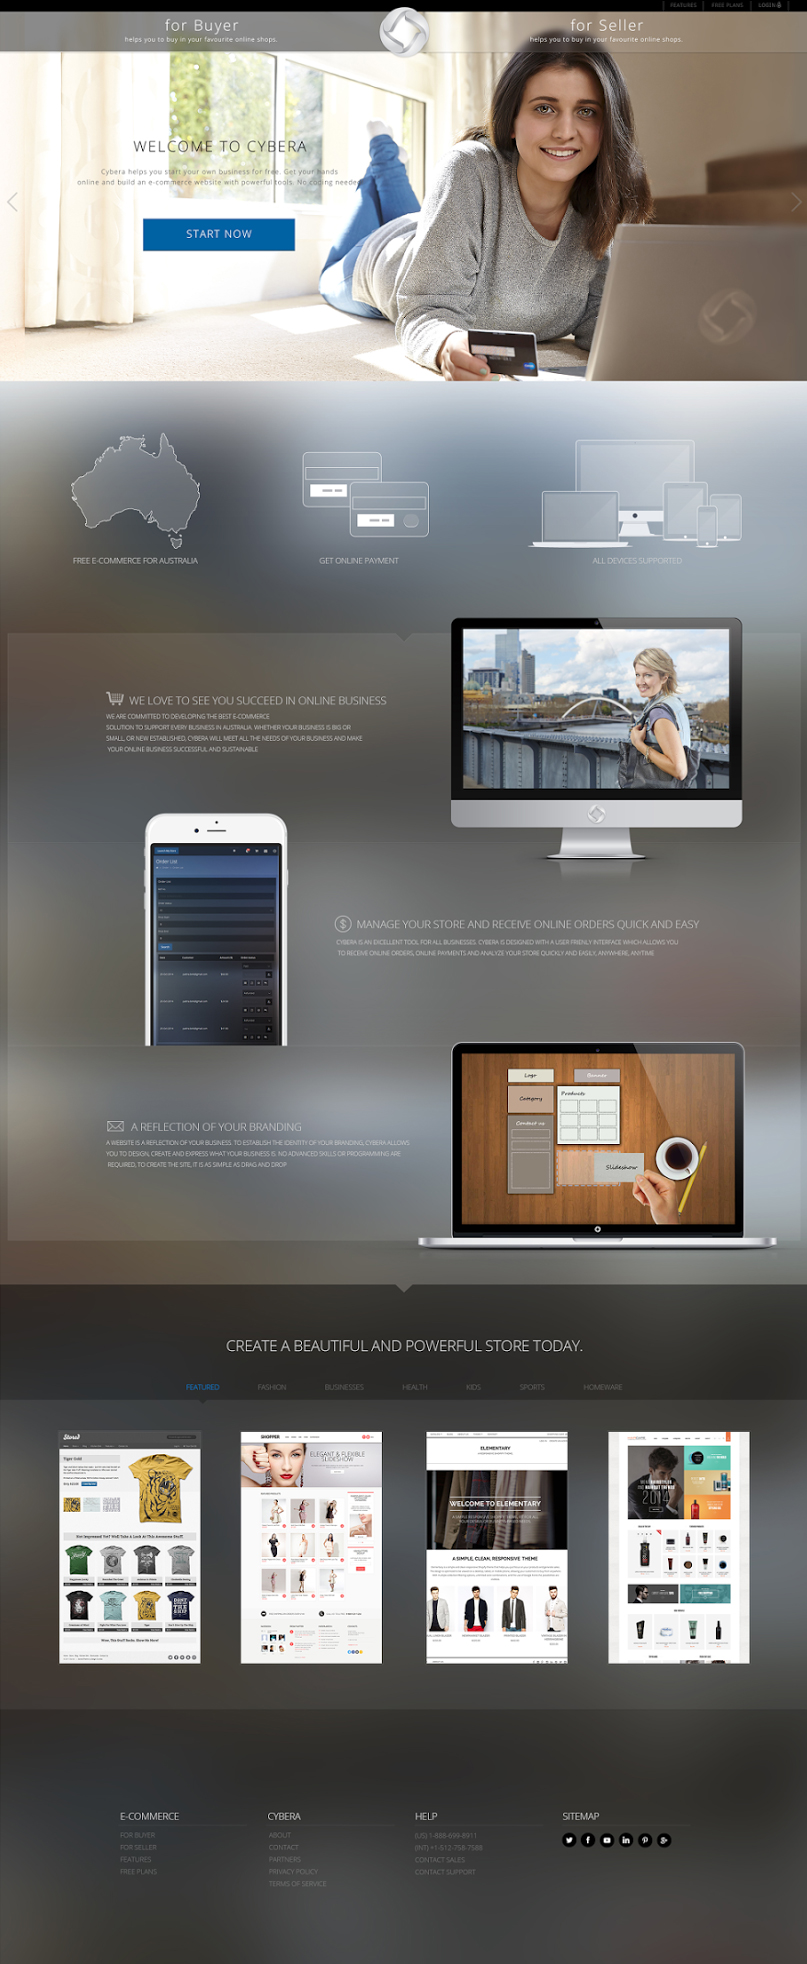 FEATURES
FREE PLANS
LOGIN
for Buyer
helps you to buy in your favourite online shops.
for Seller
helps you to buy in your favourite online shops.
WELCOME TO CYBERA
Cybera helps you start your own business for free. Get your hands
online and build an e-commerce website with powerful tools. No coding needed
START NOW
FREE E-COMMERCE FOR AUSTRALIA
GET ONLINE PAYMENT
ALL DEVICES SUPPORTED
WE LOVE TO SEE YOU SUCCEED IN ONLINE BUSINESS
WE ARE COMMITTED TO DEVELOPING THE BEST E-COMMERCE
SOLUTION TO SUPPORT EVERY BUSINESS IN AUSTRALIA. WHETHER YOUR BUSINESS IS BIG OR
SMALL, OR NEW ESTABLISHED, CYBERA WILL MEET ALL THE NEEDS OF YOUR BUSINESS AND MAKE
YOUR ONLINE BUSINESS SUCCESSFUL AND SUSTAINABLE
Order List
Order List
MANAGE YOUR STORE AND RECEIVE ONLINE ORDERS QUICK AND EASY
CYBERA IS AN EXCELLENT TOOL FOR ALL BUSINESSES. CYBERA IS DESIGNED WITH A USER FRIENLY INTERFACE WHICH ALLOWS YOU
TO RECEIVE ONLINE ORDERS, ONLINE PAYMENTS AND ANALYZE YOUR STORE QUICKLY AND EASILY, ANYWHERE, ANYTIME
Logo
Banner
Category
Products
Contact us
Slideshow
A REFLECTION OF YOUR BRANDING
A WEBSITE IS A REFLECTION OF YOUR BUSINESS. TO ESTABLISH THE IDENTITY OF YOUR BRANDING, CYBERA ALLOWS
YOU TO DESIGN, CREATE AND EXPRESS WHAT YOUR BUSINESS IS. NO ADVANCED SKILLS OR PROGRAMMING ARE
REQUIRED, TO CREATE THE SITE, IT IS AS SIMPLE AS DRAG AND DROP
CREATE A BEAUTIFUL AND POWERFUL STORE TODAY.
FEATURED
FASHION
BUSINESSES
HEALTH
KIDS
SPORTS
HOMEWARE
Stored
Tiger Gold
Not Impressed Yet? Well, Take A Look At This Awesome Stuff.
Wow, This Stuff Rocks, Show Me More!
SHOPPER
ELEGANT & FLEXIBLE
SLIDESHOW
ELEMENTARY
WELCOME TO ELEMENTARY
A SIMPLE, CLEAN, RESPONSIVE THEME
2014
E-COMMERCE
FOR BUYER
FOR SELLER
FEATURES
FREE PLANS
CYBERA
ABOUT
CONTACT
PARTNERS
PRIVACY POLICY
TERMS OF SERVICE
HELP
(US) 1-888-699-8911
(INT) +1-512-758-7588
CONTACT SALES
CONTACT SUPPORT
SITEMAP